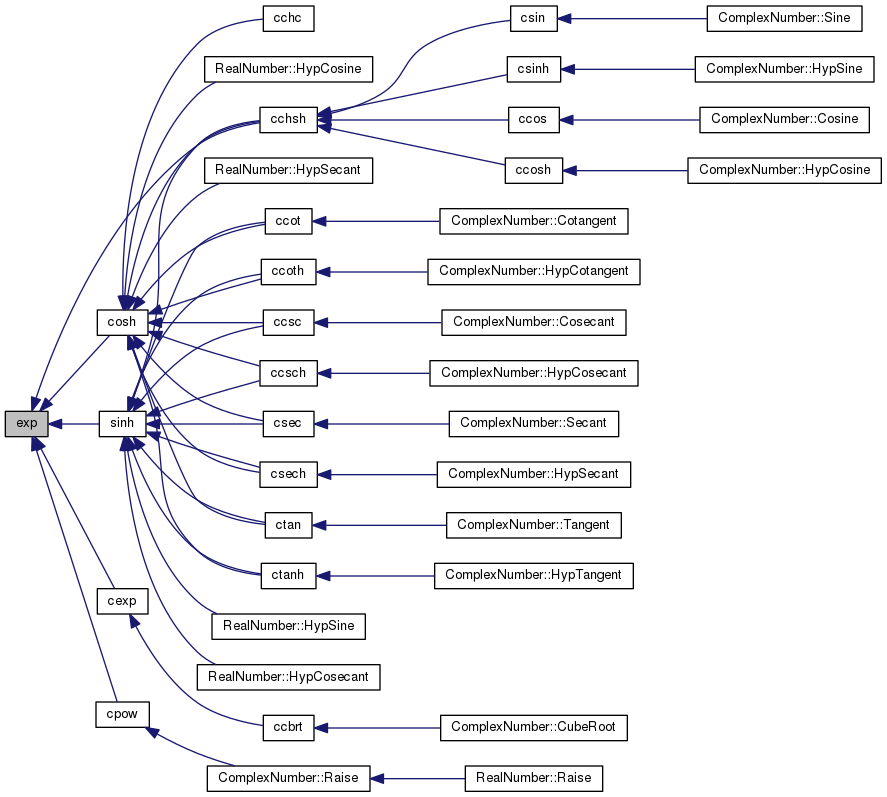 cchc
csin
ComplexNumber::Sine
RealNumber::HypCosine
csinh
ComplexNumber::HypSine
cchsh
ccos
ComplexNumber::Cosine
RealNumber::HypSecant
ccosh
ComplexNumber::HypCosine
ccot
ComplexNumber::Cotangent
ccoth
ComplexNumber::HypCotangent
cosh
ccsc
ComplexNumber::Cosecant
ccsch
ComplexNumber::HypCosecant
exp
sinh
csec
ComplexNumber::Secant
csech
ComplexNumber::HypSecant
ctan
ComplexNumber::Tangent
ctanh
ComplexNumber::HypTangent
cexp
RealNumber::HypSine
RealNumber::HypCosecant
cpow
ccbrt
ComplexNumber::CubeRoot
ComplexNumber::Raise
RealNumber::Raise